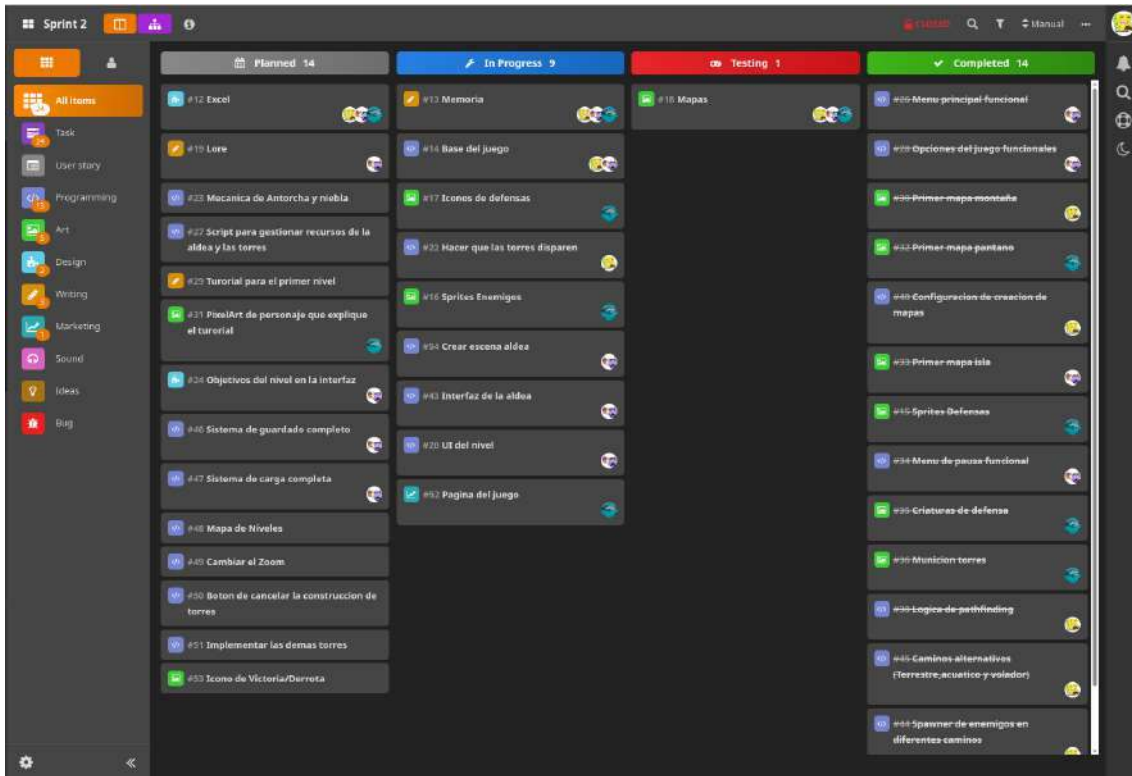 Sprint 2
Manual
All items
Task
User story
Programming
Art
Design
Writing
Marketing
Sound
Ideas
Bug
Planned 14
#12 Excel
#19 Lore
Mecanica de Antorcha y niebla
#27 Script para gestionar recursos de la
aldea y las torres
#29 Turorial para el primer nivel
#31 PixelArt de personaje que explique
el turorial
Objetivos del nivel en la interfaz
#46 Sistema de guardado completo
#47 Sistema de carga completa
#48 Mapa de Niveles
#49 Cambiar el Zoom
#50 Boton de cancelar la construccion de
torres
#51 Implementar las demas torres
#53 Icono de Victoria/Derrota
In Progress 9
#13 Memoria
#14 Base del juego
#17 Iconos de defensas
#22 Hacer que las torres disparen
#16 Sprites Enemigos
Crear escena aldea
#43 Interfaz de la aldea
#20 UI del nivel
Pagina del juego
Testing 1
#18 Mapas
Completed 14
#26 Menu principal funcional
#28 Opciones del juego funcionales
#30 Primer mapa montaña
#32 Primer mapa pantano
#40 Configuracion de creacion de
mapas
#33 Primer mapa isla
#15 Sprites Defensas
Menu de pausa funcional
#35 Criaturas de defensa
#36 Municion torres
Logica de pathfinding
#45 Caminos alternativos
(Terrestre,acuatico y volador)
#44 Spawner de enemigos en
diferentes caminos